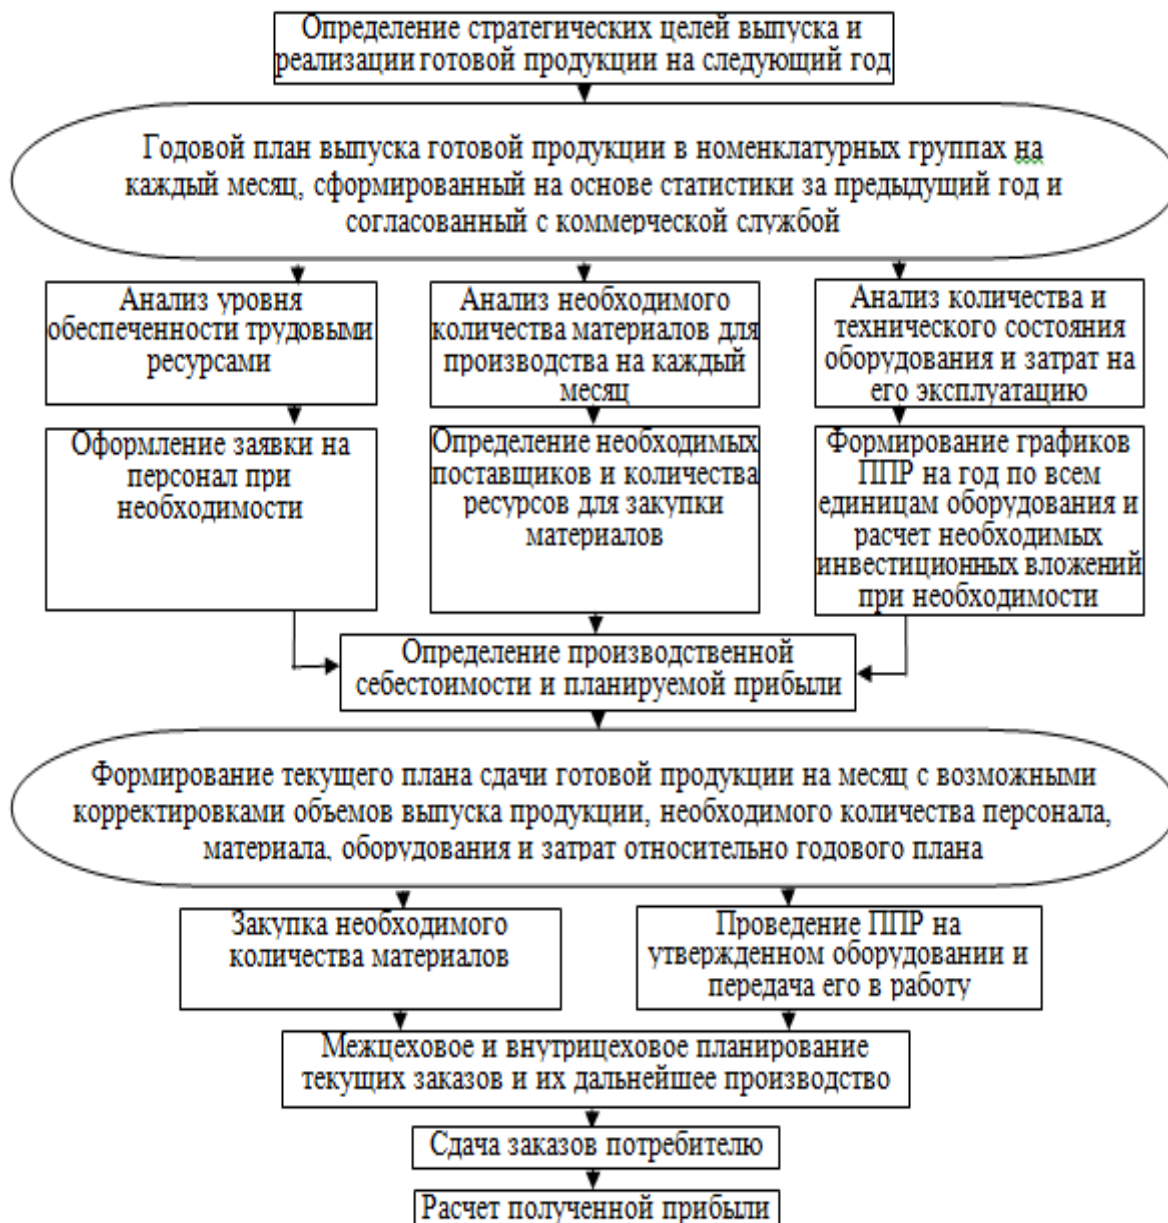 Определение стратегических целей выпуска и
реализации готовой продукции на следующий год
Годовой план выпуска готовой продукции в номенклатурных группах на
каждый месяц, сформированный на основе статистики за предыдущий год и
согласованный с коммерческой службой
Анализ уровня
обеспеченности трудовыми
ресурсами
Анализ необходимого
количества материалов для
производства на каждый
месяц
Анализ количества и
технического состояния
оборудования и затрат на
его эксплуатацию
Оформление заявки на
персонал при
необходимости
Определение необходимых
поставщиков и количества
ресурсов для закупки
материалов
Формирование графиков
ППР на год по всем
единицам оборудования и
расчет необходимых
инвестиционных вложений
при необходимости
Определение производственной
себестоимости и планируемой прибыли
Формирование текущего плана сдачи готовой продукции на месяц с возможными
корректировками объемов выпуска продукции, необходимого количества персонала,
материала, оборудования и затрат относительно годового плана
Закупка необходимого
количества материалов
Проведение ППР на
утвержденном оборудовании и
передача его в работу
Межцеховое и внутрицеховое планирование
текущих заказов и их дальнейшее производство
Сдача заказов потребителю
Расчет полученной прибыли